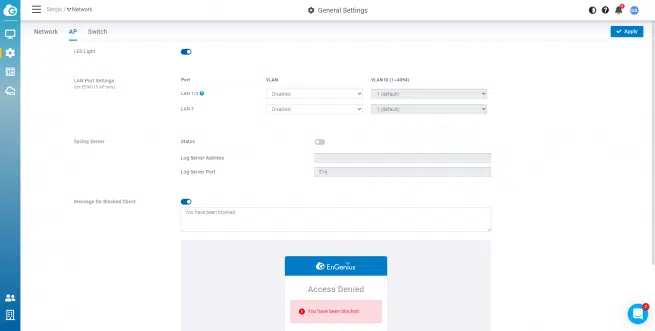 Sergio / Network
General Settings
Network AP Switch
Apply
LED Light
LAN Port Settings
(for EWS015 AP only)
Port VLAN VLAN ID (1~4094)
LAN 1/2 Disabled 1 (default)
LAN 3 Disabled 1 (default)
Syslog Server
Status
Log Server Address
Log Server Port 514
Message for Blocked Client
You have been blocked
EnGenius
Access Denied
You have been blocked